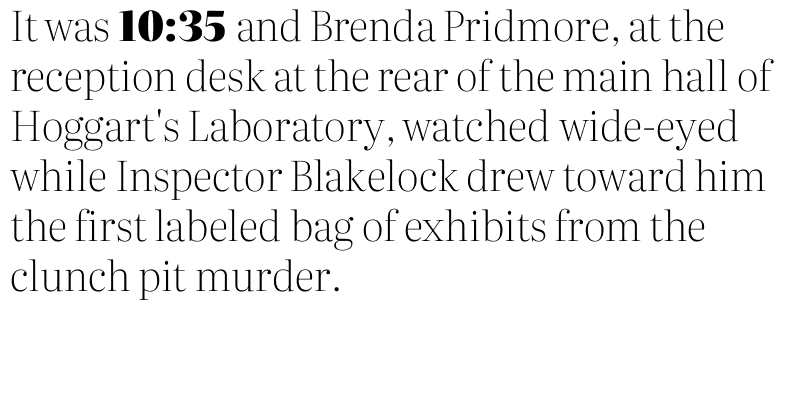 It was 10:35 and Brenda Pridmore, at the
reception desk at the rear of the main hall of
Hoggart's Laboratory, watched wide-eyed
while Inspector Blakelock drew toward him
the first labeled bag of exhibits from the
clunch pit murder.